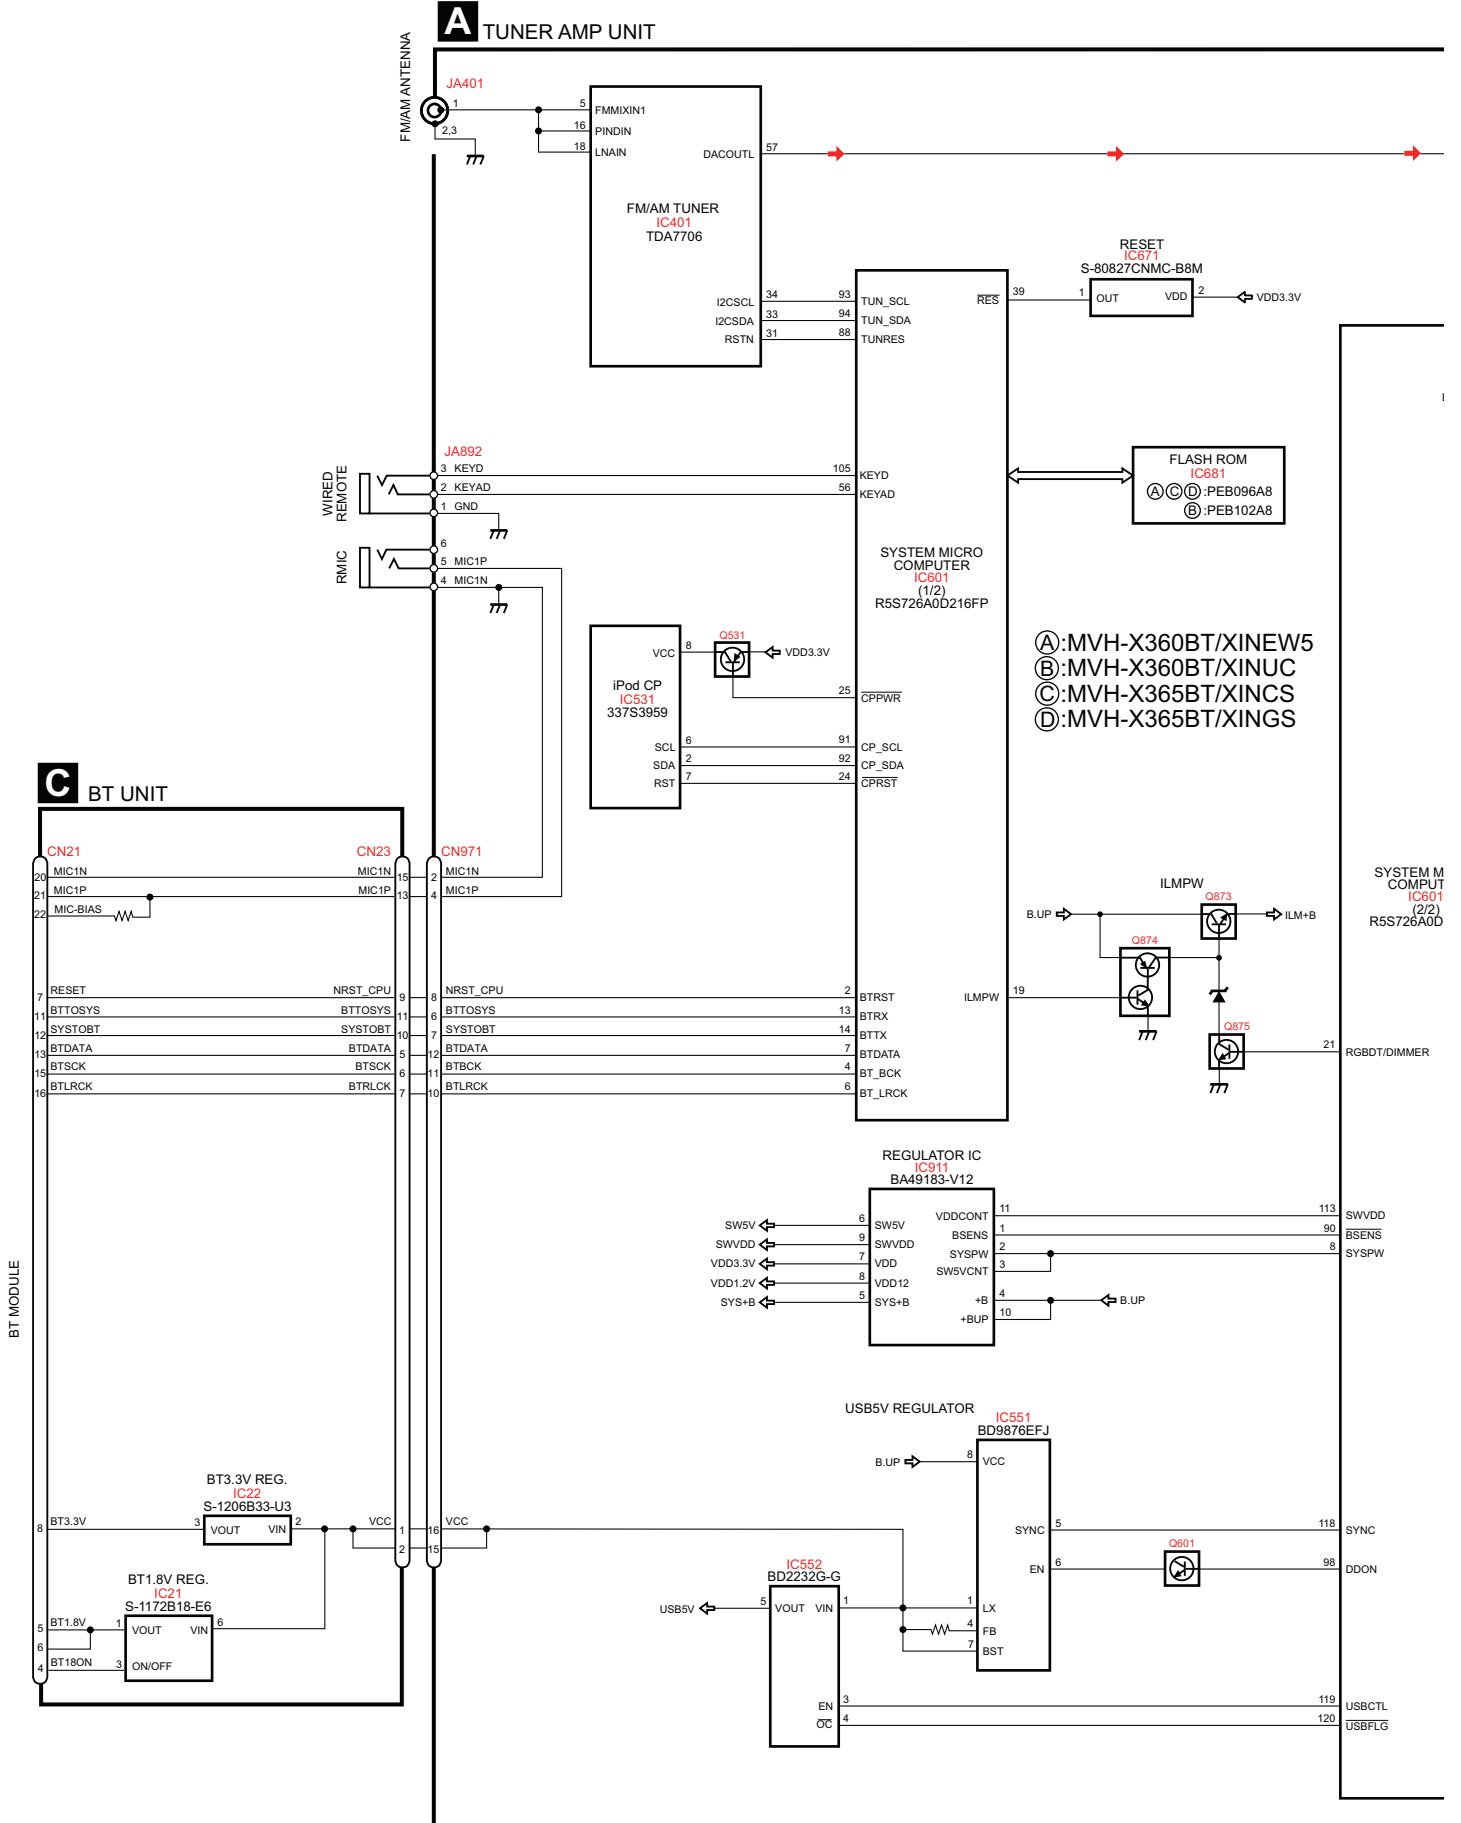 A TUNER AMP UNIT
FM/AM ANTENNA
JA401
1
2,3
5 FMMIXIN1
16 PINDIN
18 LNAIN
DACOUTL 57
FM/AM TUNER
IC401
TDA7706
I2CSCL 34
I2CSDA 33
RSTN 31
93 TUN_SCL
94 TUN_SDA
88 TUNRES
RES 39
RESET
IC671
S-80827CNMC-B8M
1 OUT VDD 2
VDD3.3V
WIRED
REMOTE
JA892
3 KEYD
2 KEYAD
1 GND
105 KEYD
56 KEYAD
RMIC
6
5 MIC1P
4 MIC1N
FLASH ROM
IC681
A C D :PEB096A8
B :PEB102A8
SYSTEM MICRO
COMPUTER
IC601
(1/2)
R5S726A0D216FP
A:MVH-X360BT/XINEW5
B:MVH-X360BT/XINUC
C:MVH-X365BT/XINCS
D:MVH-X365BT/XINGS
VCC 8
Q531
VDD3.3V
iPod CP
IC531
337S3959
25 CPPWR
SCL 6
SDA 2
RST 7
91 CP_SCL
92 CP_SDA
24 CPRST
C BT UNIT
CN21
CN23
CN971
20 MIC1N MIC1N 15 2 MIC1N
21 MIC1P MIC1P 13 4 MIC1P
22 MIC-BIAS
7 RESET NRST_CPU 9 8 NRST_CPU 2 BTRST
11 BTTOSYS BTTOSYS 11 6 BTTOSYS 13 BTRX
12 SYSTOBT SYSTOBT 10 7 SYSTOBT 14 BTTX
13 BTDATA BTDATA 5 12 BTDATA 7 BTDATA
15 BTSCK BTSCK 6 11 BTBCK 4 BT_BCK
16 BTLRCK BTRLCK 7 10 BTLRCK 6 BT_LRCK
ILMPW
Q873
B.UP
ILM+B
Q874
ILMPW 19
Q875
SYSTEM M
COMPUT
IC601
(2/2)
R5S726A0D
21 RGBDT/DIMMER
REGULATOR IC
IC911
BA49183-V12
SW5V 6 SW5V
SWVDD 9 SWVDD
VDD3.3V 7 VDD
VDD1.2V 8 VDD12
SYS+B 5 SYS+B
VDDCONT 11
BSENS 1
SYSPW 2
SW5VCNT 3
+B 4
+BUP 10
B.UP
113 SWVDD
90 BSENS
8 SYSPW
BT MODULE
USB5V REGULATOR
IC551
BD9876EFJ
B.UP 8 VCC
SYNC 5
EN 6
Q601
118 SYNC
98 DDON
1 LX
4 FB
7 BST
BT3.3V REG.
IC22
S-1206B33-U3
8 BT3.3V 3 VOUT VIN 2
VCC 1 16 VCC
2 15
BT1.8V REG.
IC21
S-1172B18-E6
5 BT1.8V 1 VOUT VIN 6
6
4 BT18ON 3 ON/OFF
IC552
BD2232G-G
USB5V 5 VOUT VIN 1
EN 3
OC 4
119 USBCTL
120 USBFLG